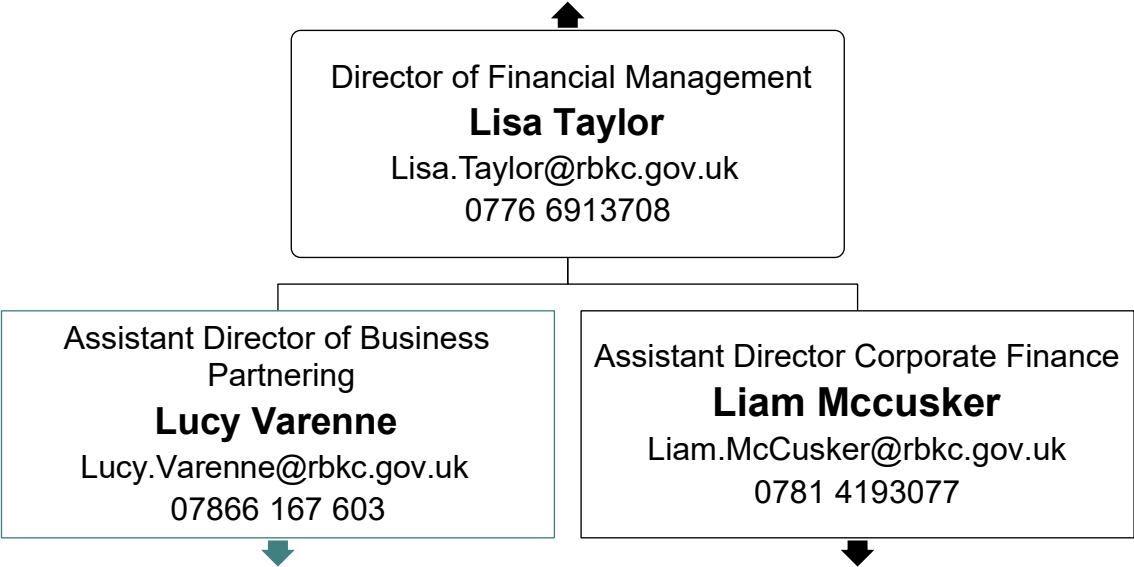 Director of Financial Management
Lisa Taylor
Lisa.Taylor@rbkc.gov.uk
0776 6913708
Assistant Director of Business
Partnering
Lucy Varenne
Lucy.Varenne@rbkc.gov.uk
07866 167 603
Assistant Director Corporate Finance
Liam Mccusker
Liam.McCusker@rbkc.gov.uk
0781 4193077